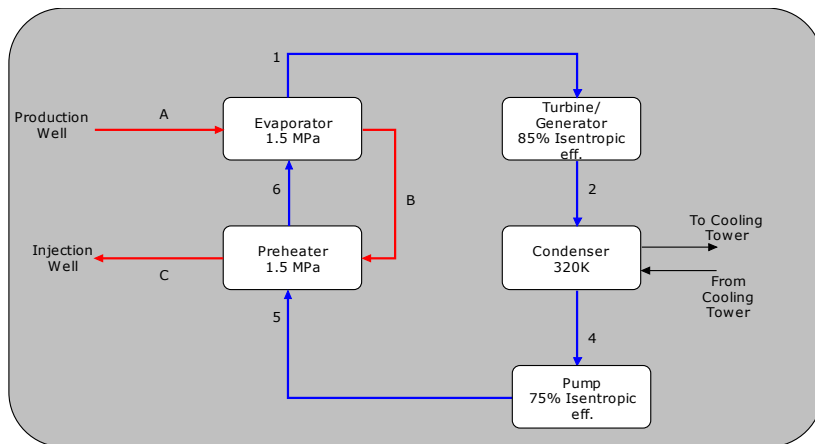 1
Production
Well
A
Evaporator
1.5 MPa
Turbine/
Generator
85% Isentropic
eff.
6
B
2
Injection
Well
C
Preheater
1.5 MPa
Condenser
320K
To Cooling
Tower
From
Cooling
Tower
5
4
Pump
75% Isentropic
eff.